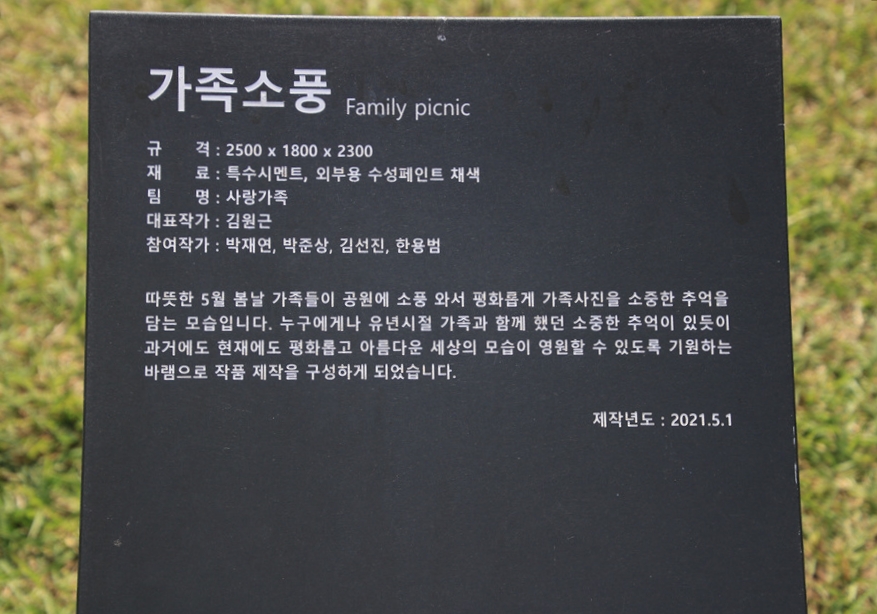 가족소풍 Family picnic
규 격 : 2500 x 1800 x 2300
재 료 : 특수시멘트, 외부용 수성페인트 채색
팀 명 : 사랑가족
대표작가 : 김원근
참여작가 : 박재연, 박준상, 김선진, 한용범
따뜻한 5월 봄날 가족들이 공원에 소풍 와서 평화롭게 가족사진을 소중한 추억을
담는 모습입니다. 누구에게나 유년시절 가족과 함께 했던 소중한 추억이 있듯이
과거에도 현재에도 평화롭고 아름다운 세상의 모습이 영원할 수 있도록 기원하는
바램으로 작품 제작을 구성하게 되었습니다.
제작년도 : 2021.5.1